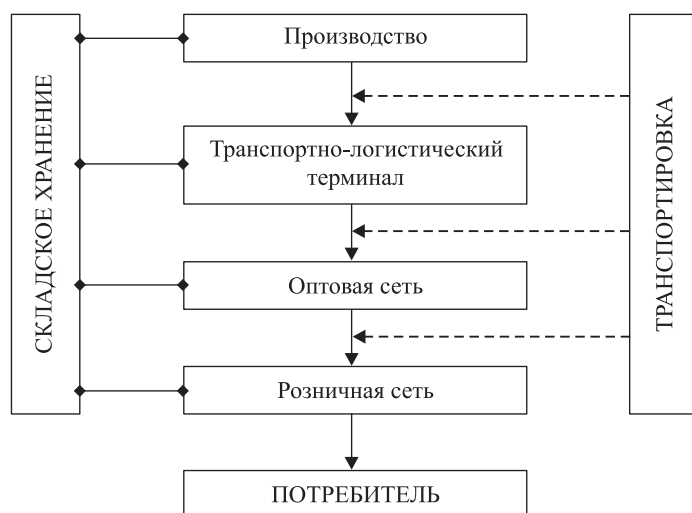 Производство
Транспортно-логистический
терминал
Оптовая сеть
Розничная сеть
ПОТРЕБИТЕЛЬ
СКЛАДСКОЕ ХРАНЕНИЕ
ТРАНСПОРТИРОВКА